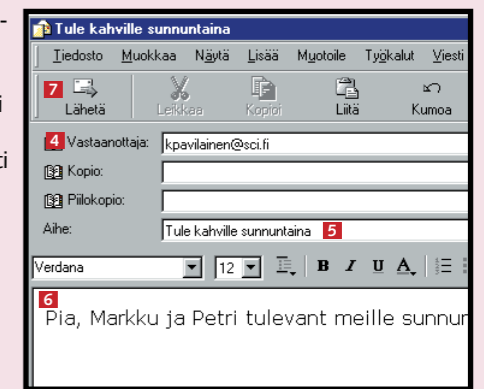 -
i
ti
Tule kahville sunnuntaina
Tiedosto Muokkaa Näytä Lisää Muotoile Työkalut Viesti
7 Lähetä Leikkaa Kopioi Liitä Kumoa
4 Vastaanottaja: kpavilainen@sci.fi
Kopio:
Piilokopio:
Aihe: Tule kahville sunnuntaina 5
Verdana 12 B I U A
6
Pia, Markku ja Petri tulevant meille sunnun